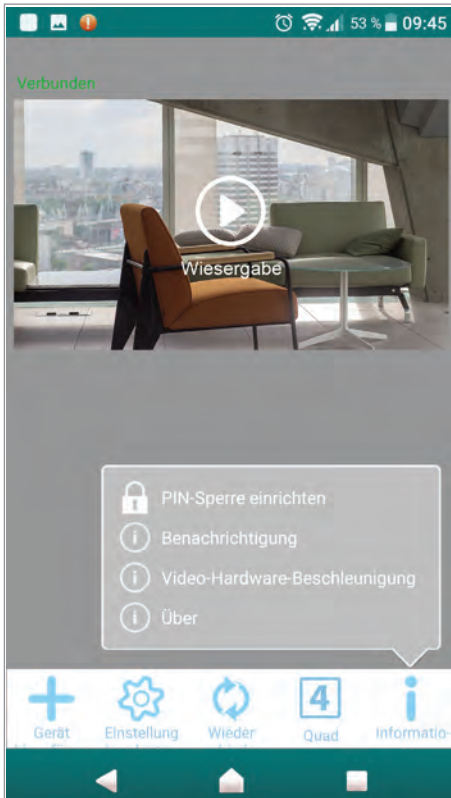 53 % 09:45
Verbunden
Wiesergabe
PIN-Sperre einrichten
Benachrichtigung
Video-Hardware-Beschleunigung
Über
4
Gerät Einstellung Wieder Quad Informatio-